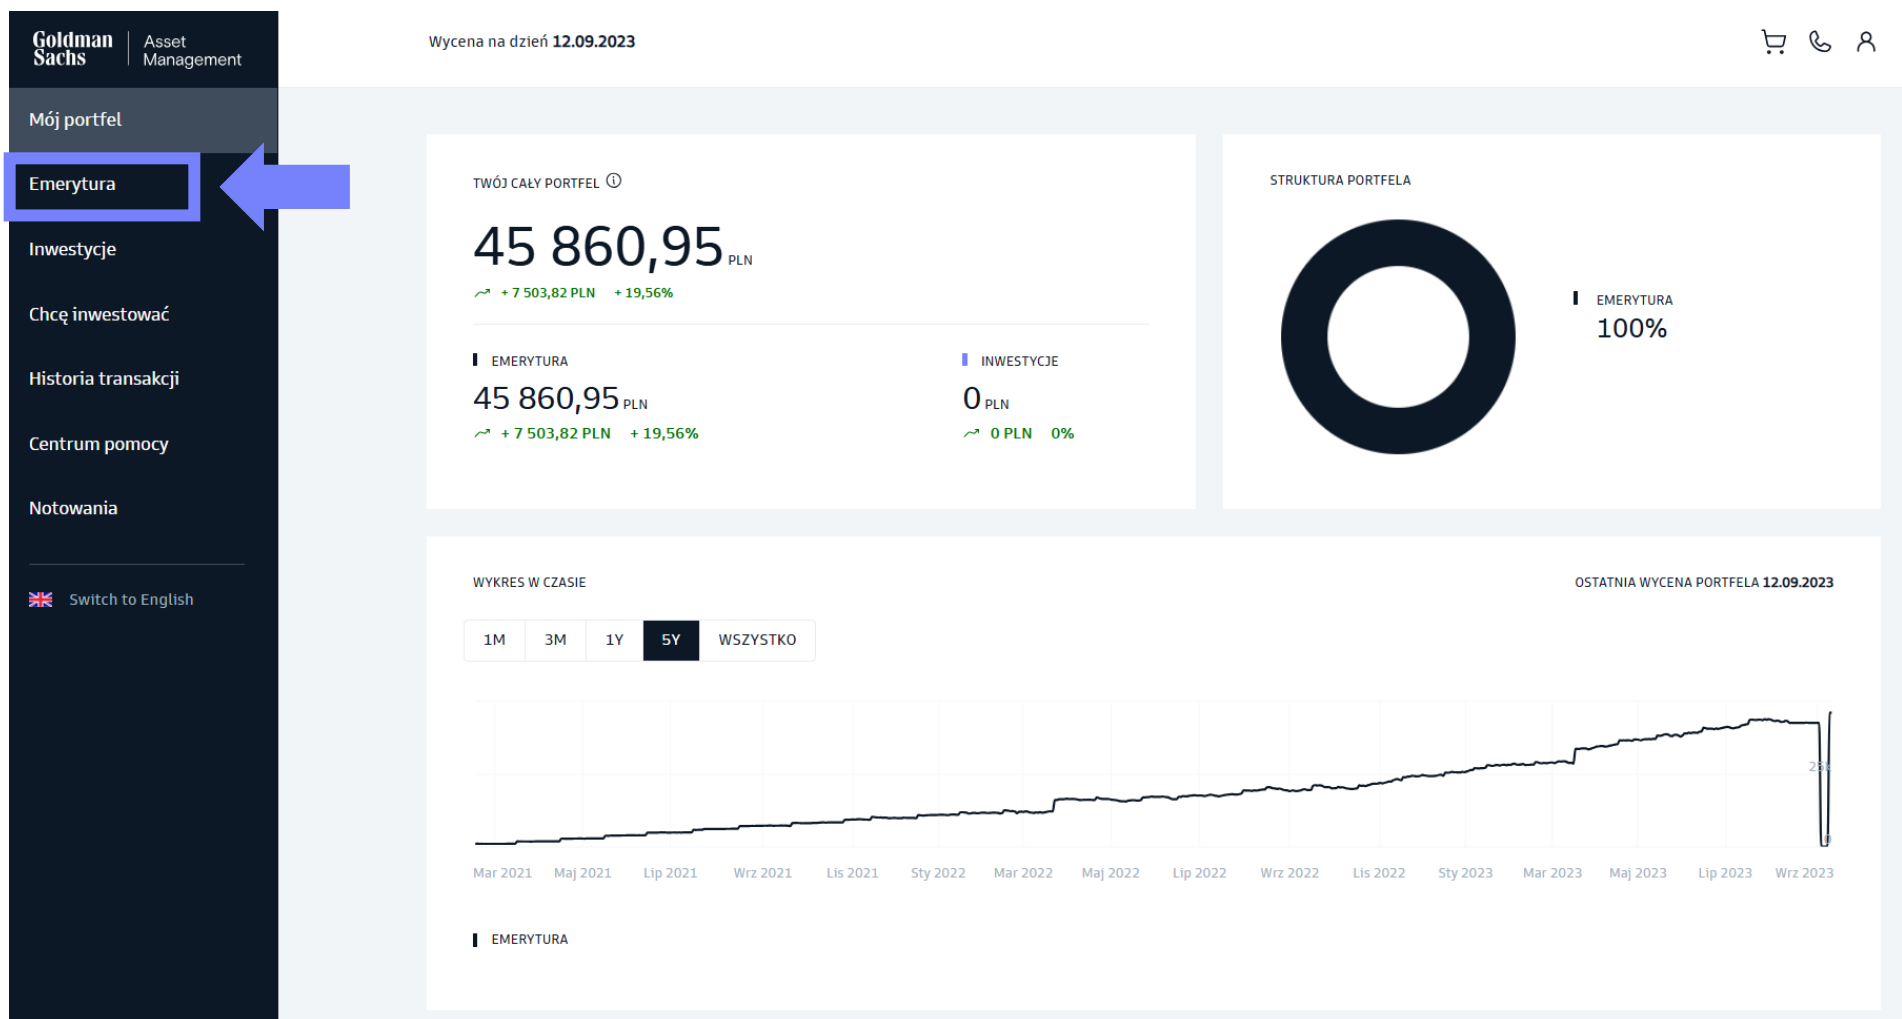 Goldman
Sachs
Asset
Management
Wycena na dzień 12.09.2023
Mój portfel
Emerytura
Inwestycje
Chcę inwestować
Historia transakcji
Centrum pomocy
Notowania
Switch to English
TWÓJ CAŁY PORTFEL
45 860,95 PLN
+ 7 503,82 PLN + 19,56%
EMERYTURA
45 860,95 PLN
+ 7 503,82 PLN + 19,56%
INWESTYCJE
0 PLN
0 PLN 0%
STRUKTURA PORTFELA
EMERYTURA
100%
WYKRES W CZASIE
OSTATNIA WYCENA PORTFELA 12.09.2023
1M 3M 1Y 5Y WSZYSTKO
25k
0
Mar 2021 Maj 2021 Lip 2021 Wrz 2021 Lis 2021 Sty 2022 Mar 2022 Maj 2022 Lip 2022 Wrz 2022 Lis 2022 Sty 2023 Mar 2023 Maj 2023 Lip 2023 Wrz 2023
EMERYTURA